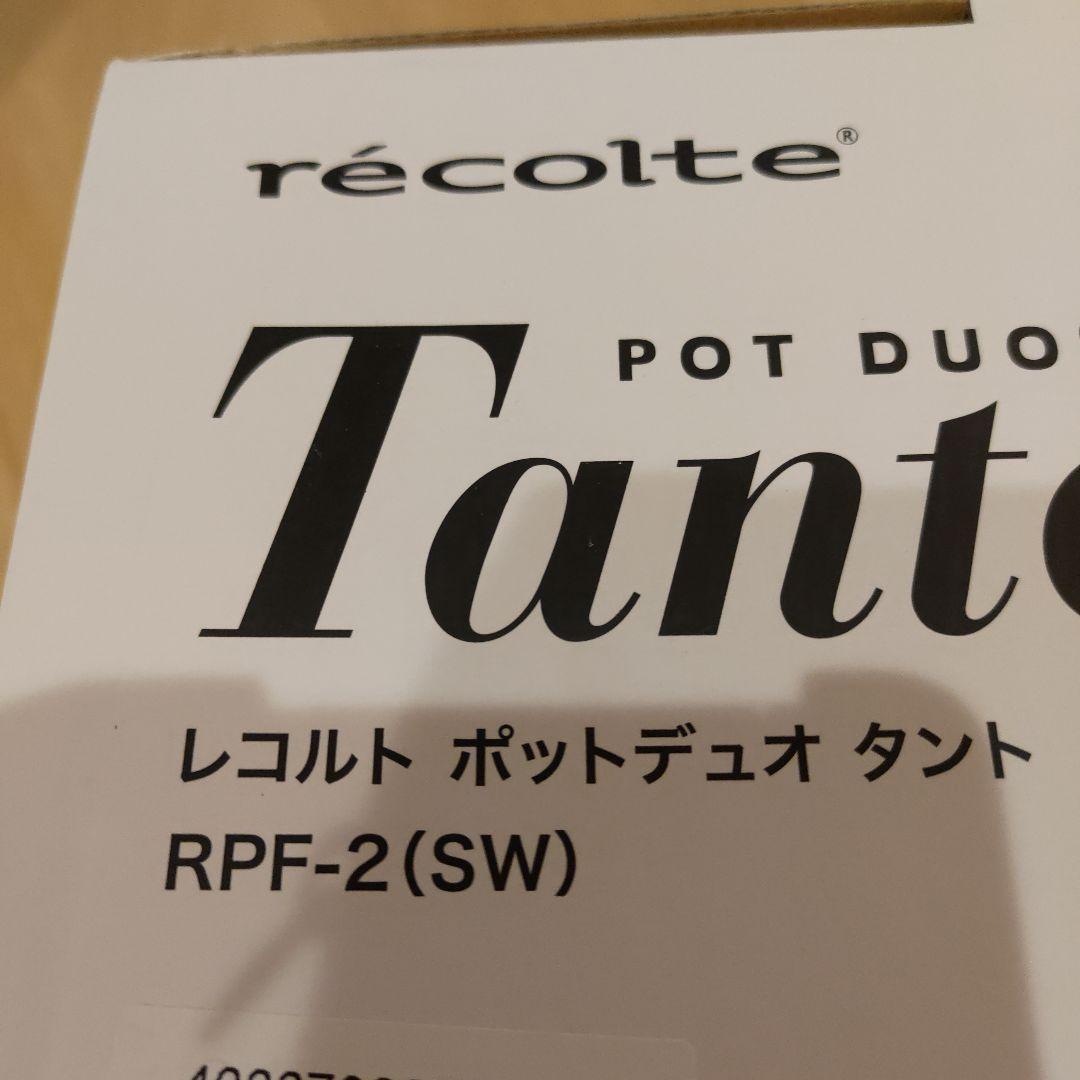 récolte®
POT DUO
Tanto
レコルト ポットデュオ タント
RPF-2(SW)